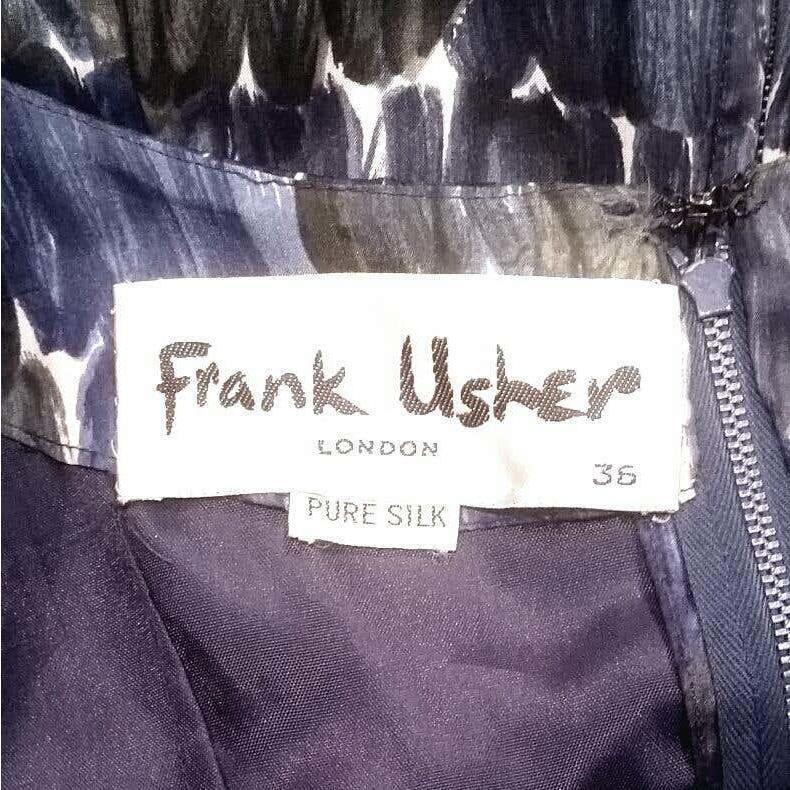 Frank Usher
LONDON
36
PURE SILK